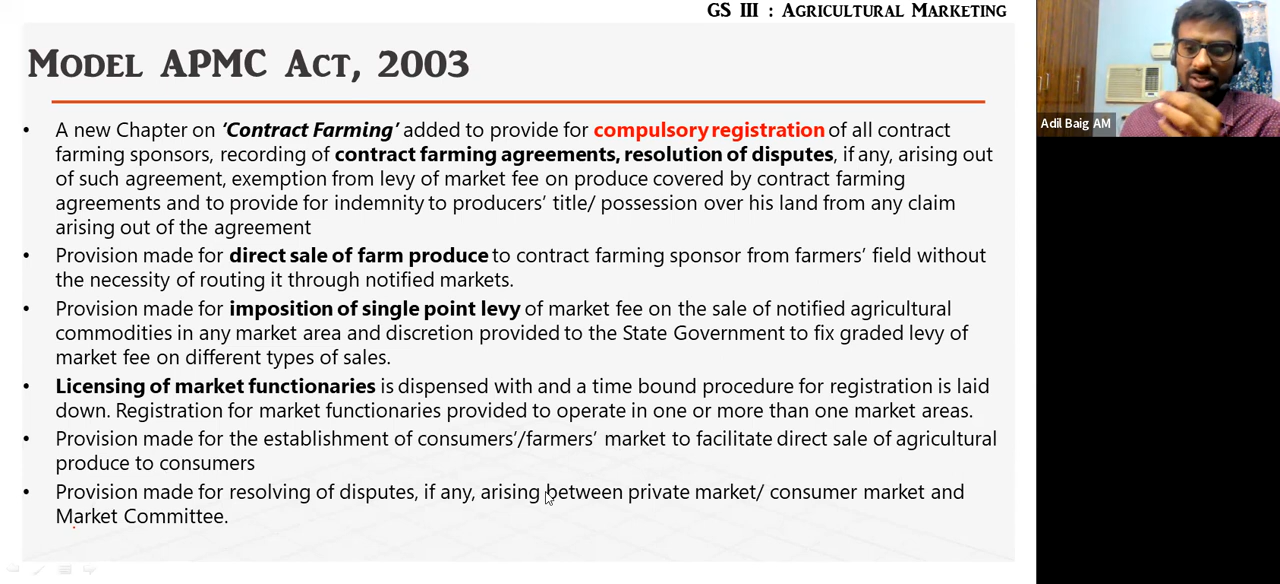 GS III : Agricultural Marketing
Model APMC Act, 2003
• A new Chapter on ‘Contract Farming’ added to provide for compulsory registration of all contract
farming sponsors, recording of contract farming agreements, resolution of disputes, if any, arising out
of such agreement, exemption from levy of market fee on produce covered by contract farming
agreements and to provide for indemnity to producers’ title/ possession over his land from any claim
arising out of the agreement
• Provision made for direct sale of farm produce to contract farming sponsor from farmers’ field without
the necessity of routing it through notified markets.
• Provision made for imposition of single point levy of market fee on the sale of notified agricultural
commodities in any market area and discretion provided to the State Government to fix graded levy of
market fee on different types of sales.
• Licensing of market functionaries is dispensed with and a time bound procedure for registration is laid
down. Registration for market functionaries provided to operate in one or more than one market areas.
• Provision made for the establishment of consumers’/farmers’ market to facilitate direct sale of agricultural
produce to consumers
• Provision made for resolving of disputes, if any, arising between private market/ consumer market and
Market Committee.
Adil Baig AM